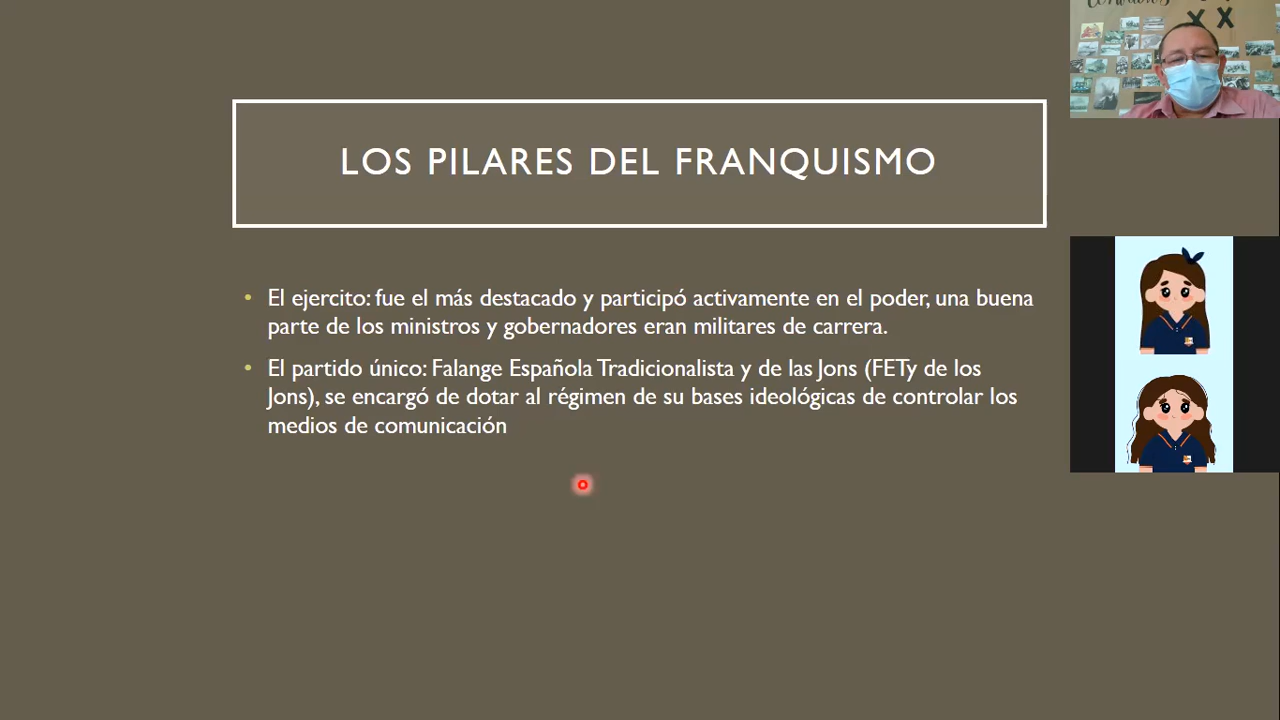 LOS PILARES DEL FRANQUISMO
• El ejercito: fue el más destacado y participó activamente en el poder, una buena
parte de los ministros y gobernadores eran militares de carrera.
• El partido único: Falange Española Tradicionalista y de las Jons (FETy de los
Jons), se encargó de dotar al régimen de su bases ideológicas de controlar los
medios de comunicación